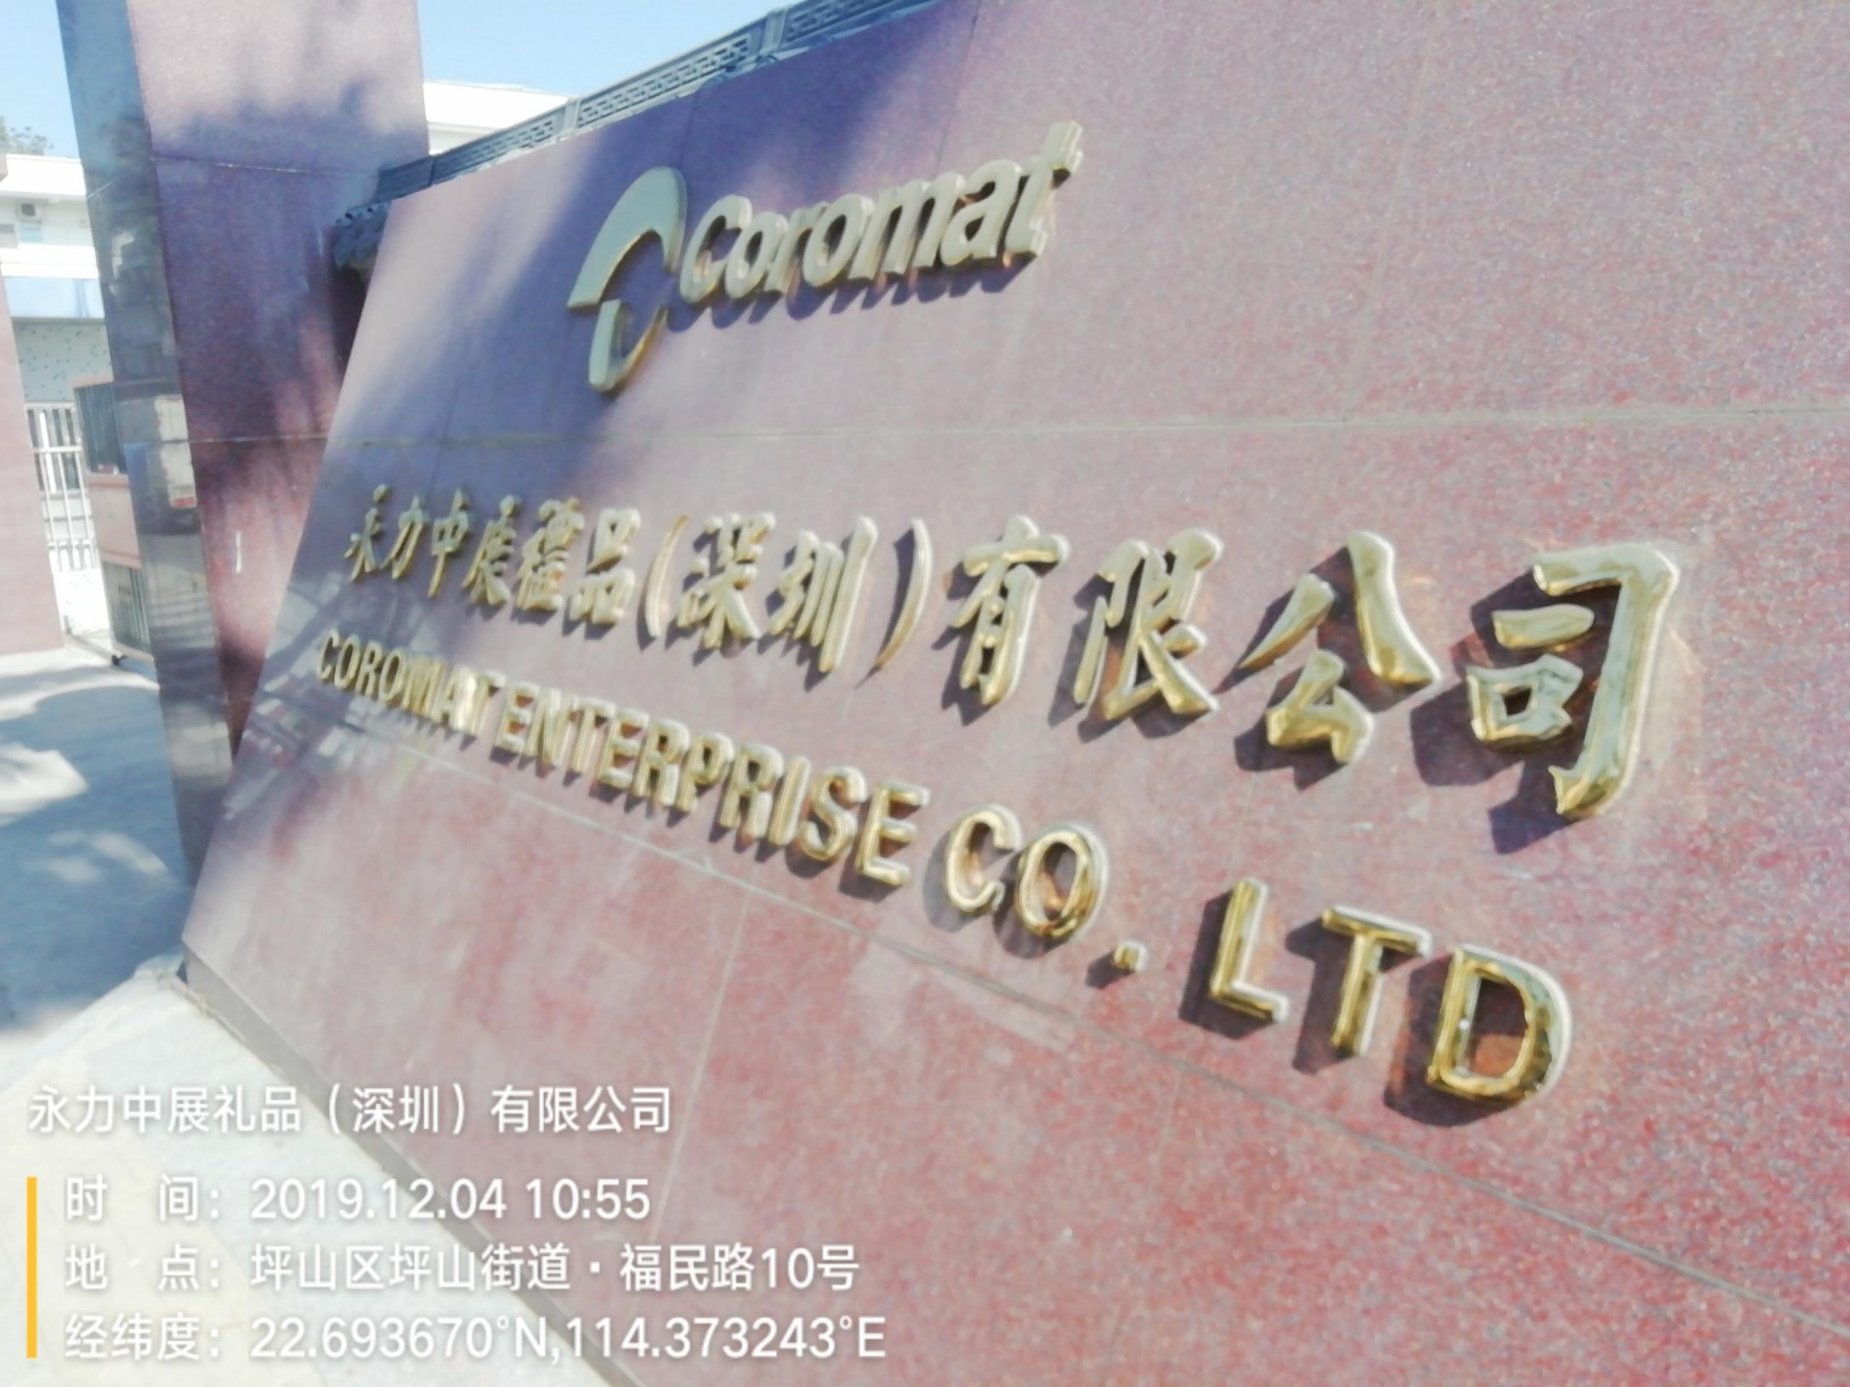 Coromat
永力中展禮品（深圳）有限公司
COROMAT ENTERPRISE CO. LTD
永力中展礼品（深圳）有限公司
时 间：2019.12.04 10:55
地 点：坪山区坪山街道·福民路10号
经纬度：22.693670°N,114.373243°E